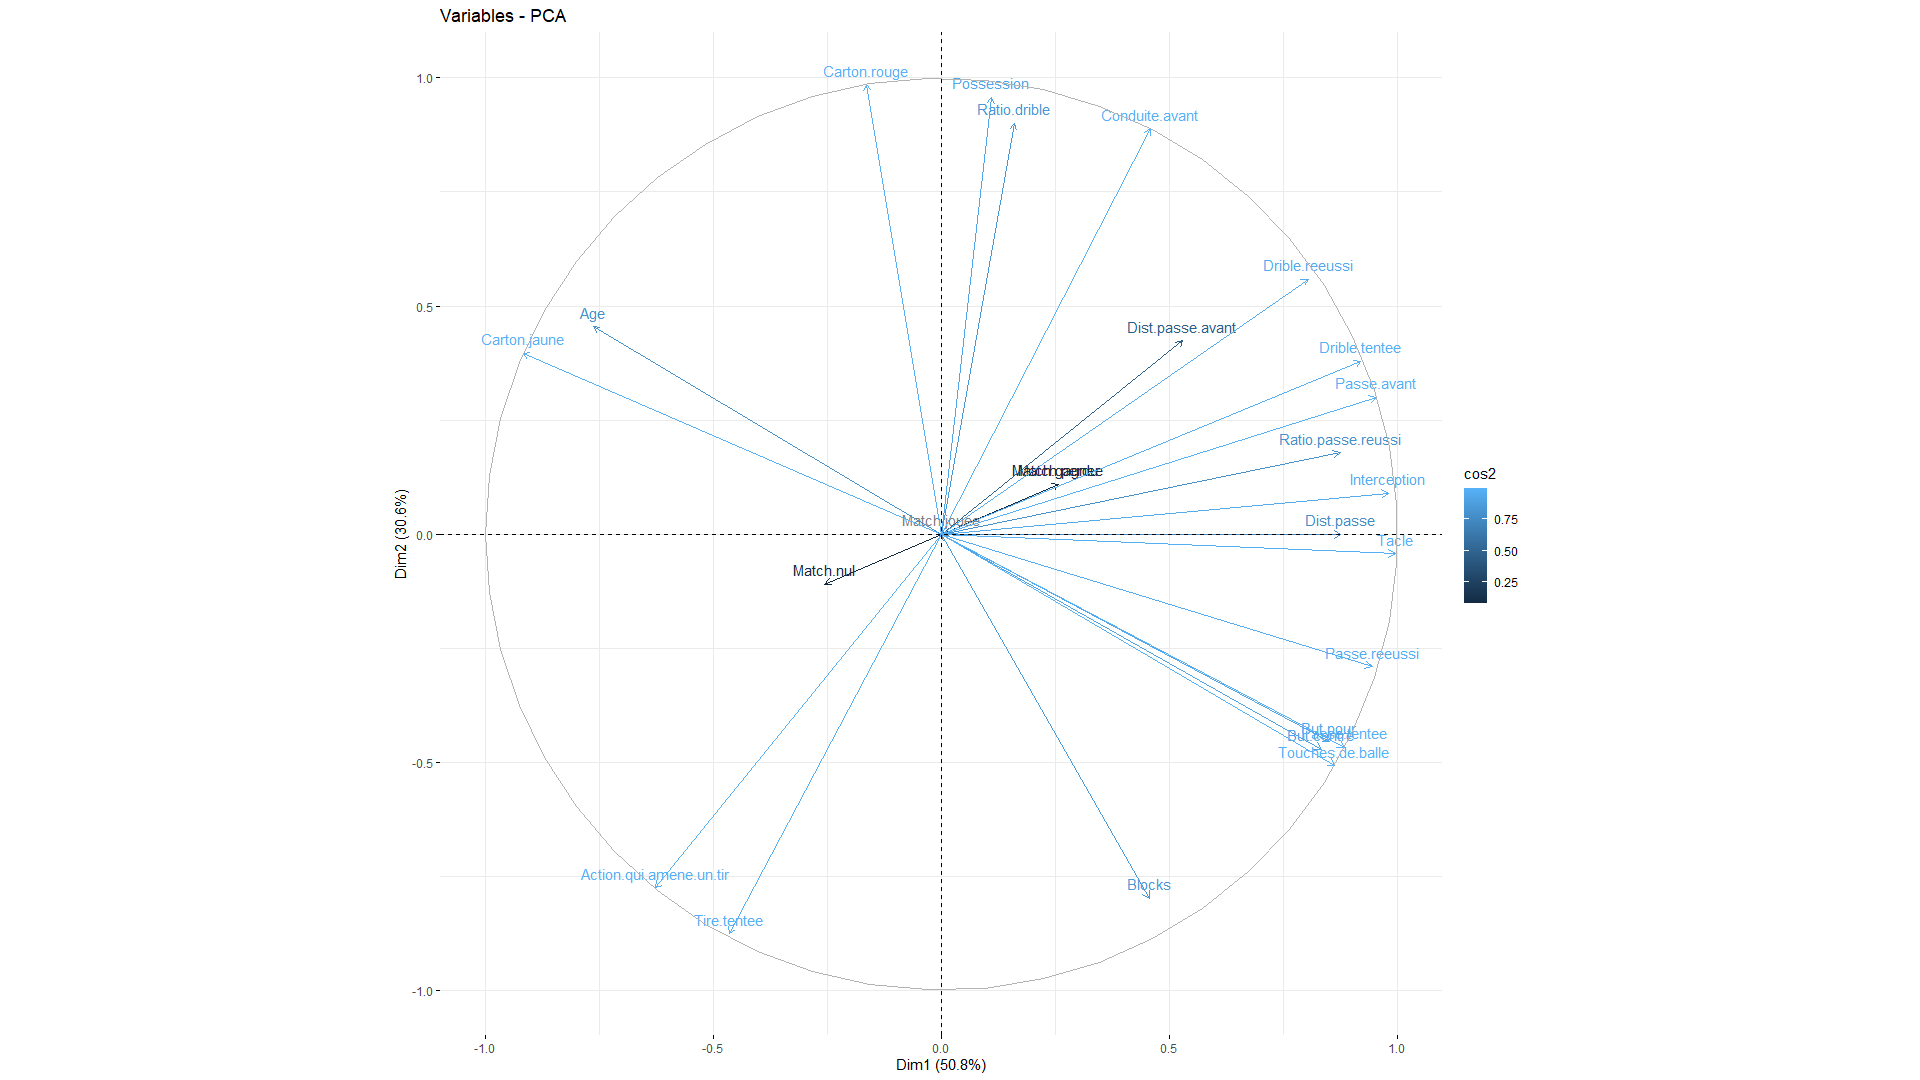 Variables - PCA
Carton.rouge
Possession
Ratio.drible
Conduite.avant
Drible.reeussi
Age
Dist.passe.avant
Carton.jaune
Drible.tentee
Passe.avant
Ratio.passe.reussi
Interception
Match.jouee
Dist.passe
Tacle
Match.nul
Passe.reeussi
But.pour
Touches.de.balle
Action.qui.amene.un.tir
Blocks
Tire.tentee
1.0
0.5
0.0
-0.5
-1.0
Dim2 (30.6%)
-1.0
-0.5
0.0
0.5
1.0
Dim1 (50.8%)
cos2
0.75
0.50
0.25